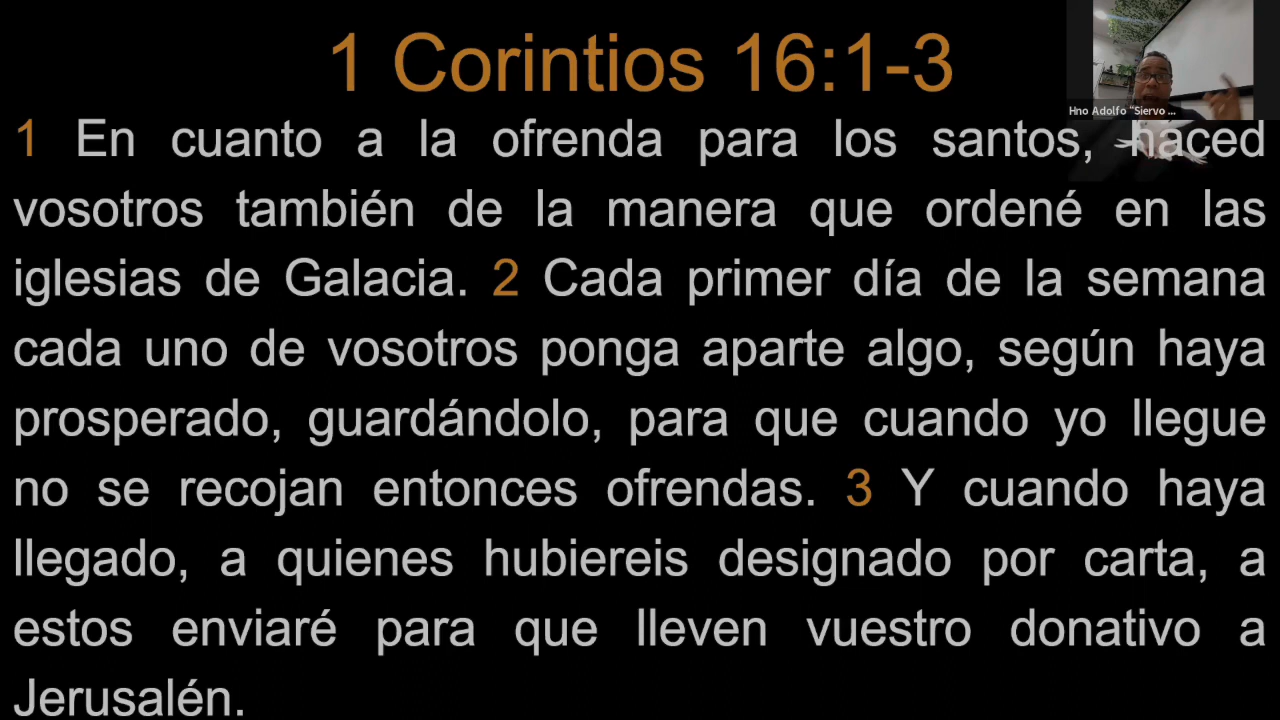 1 Corintios 16:1-3
Hno Adolfo "Siervo ...
1 En cuanto a la ofrenda para los santos, haced
vosotros también de la manera que ordené en las
iglesias de Galacia. 2 Cada primer día de la semana
cada uno de vosotros ponga aparte algo, según haya
prosperado, guardándolo, para que cuando yo llegue
no se recojan entonces ofrendas. 3 Y cuando haya
llegado, a quienes hubiereis designado por carta, a
estos enviaré para que lleven vuestro donativo a
Jerusalén.